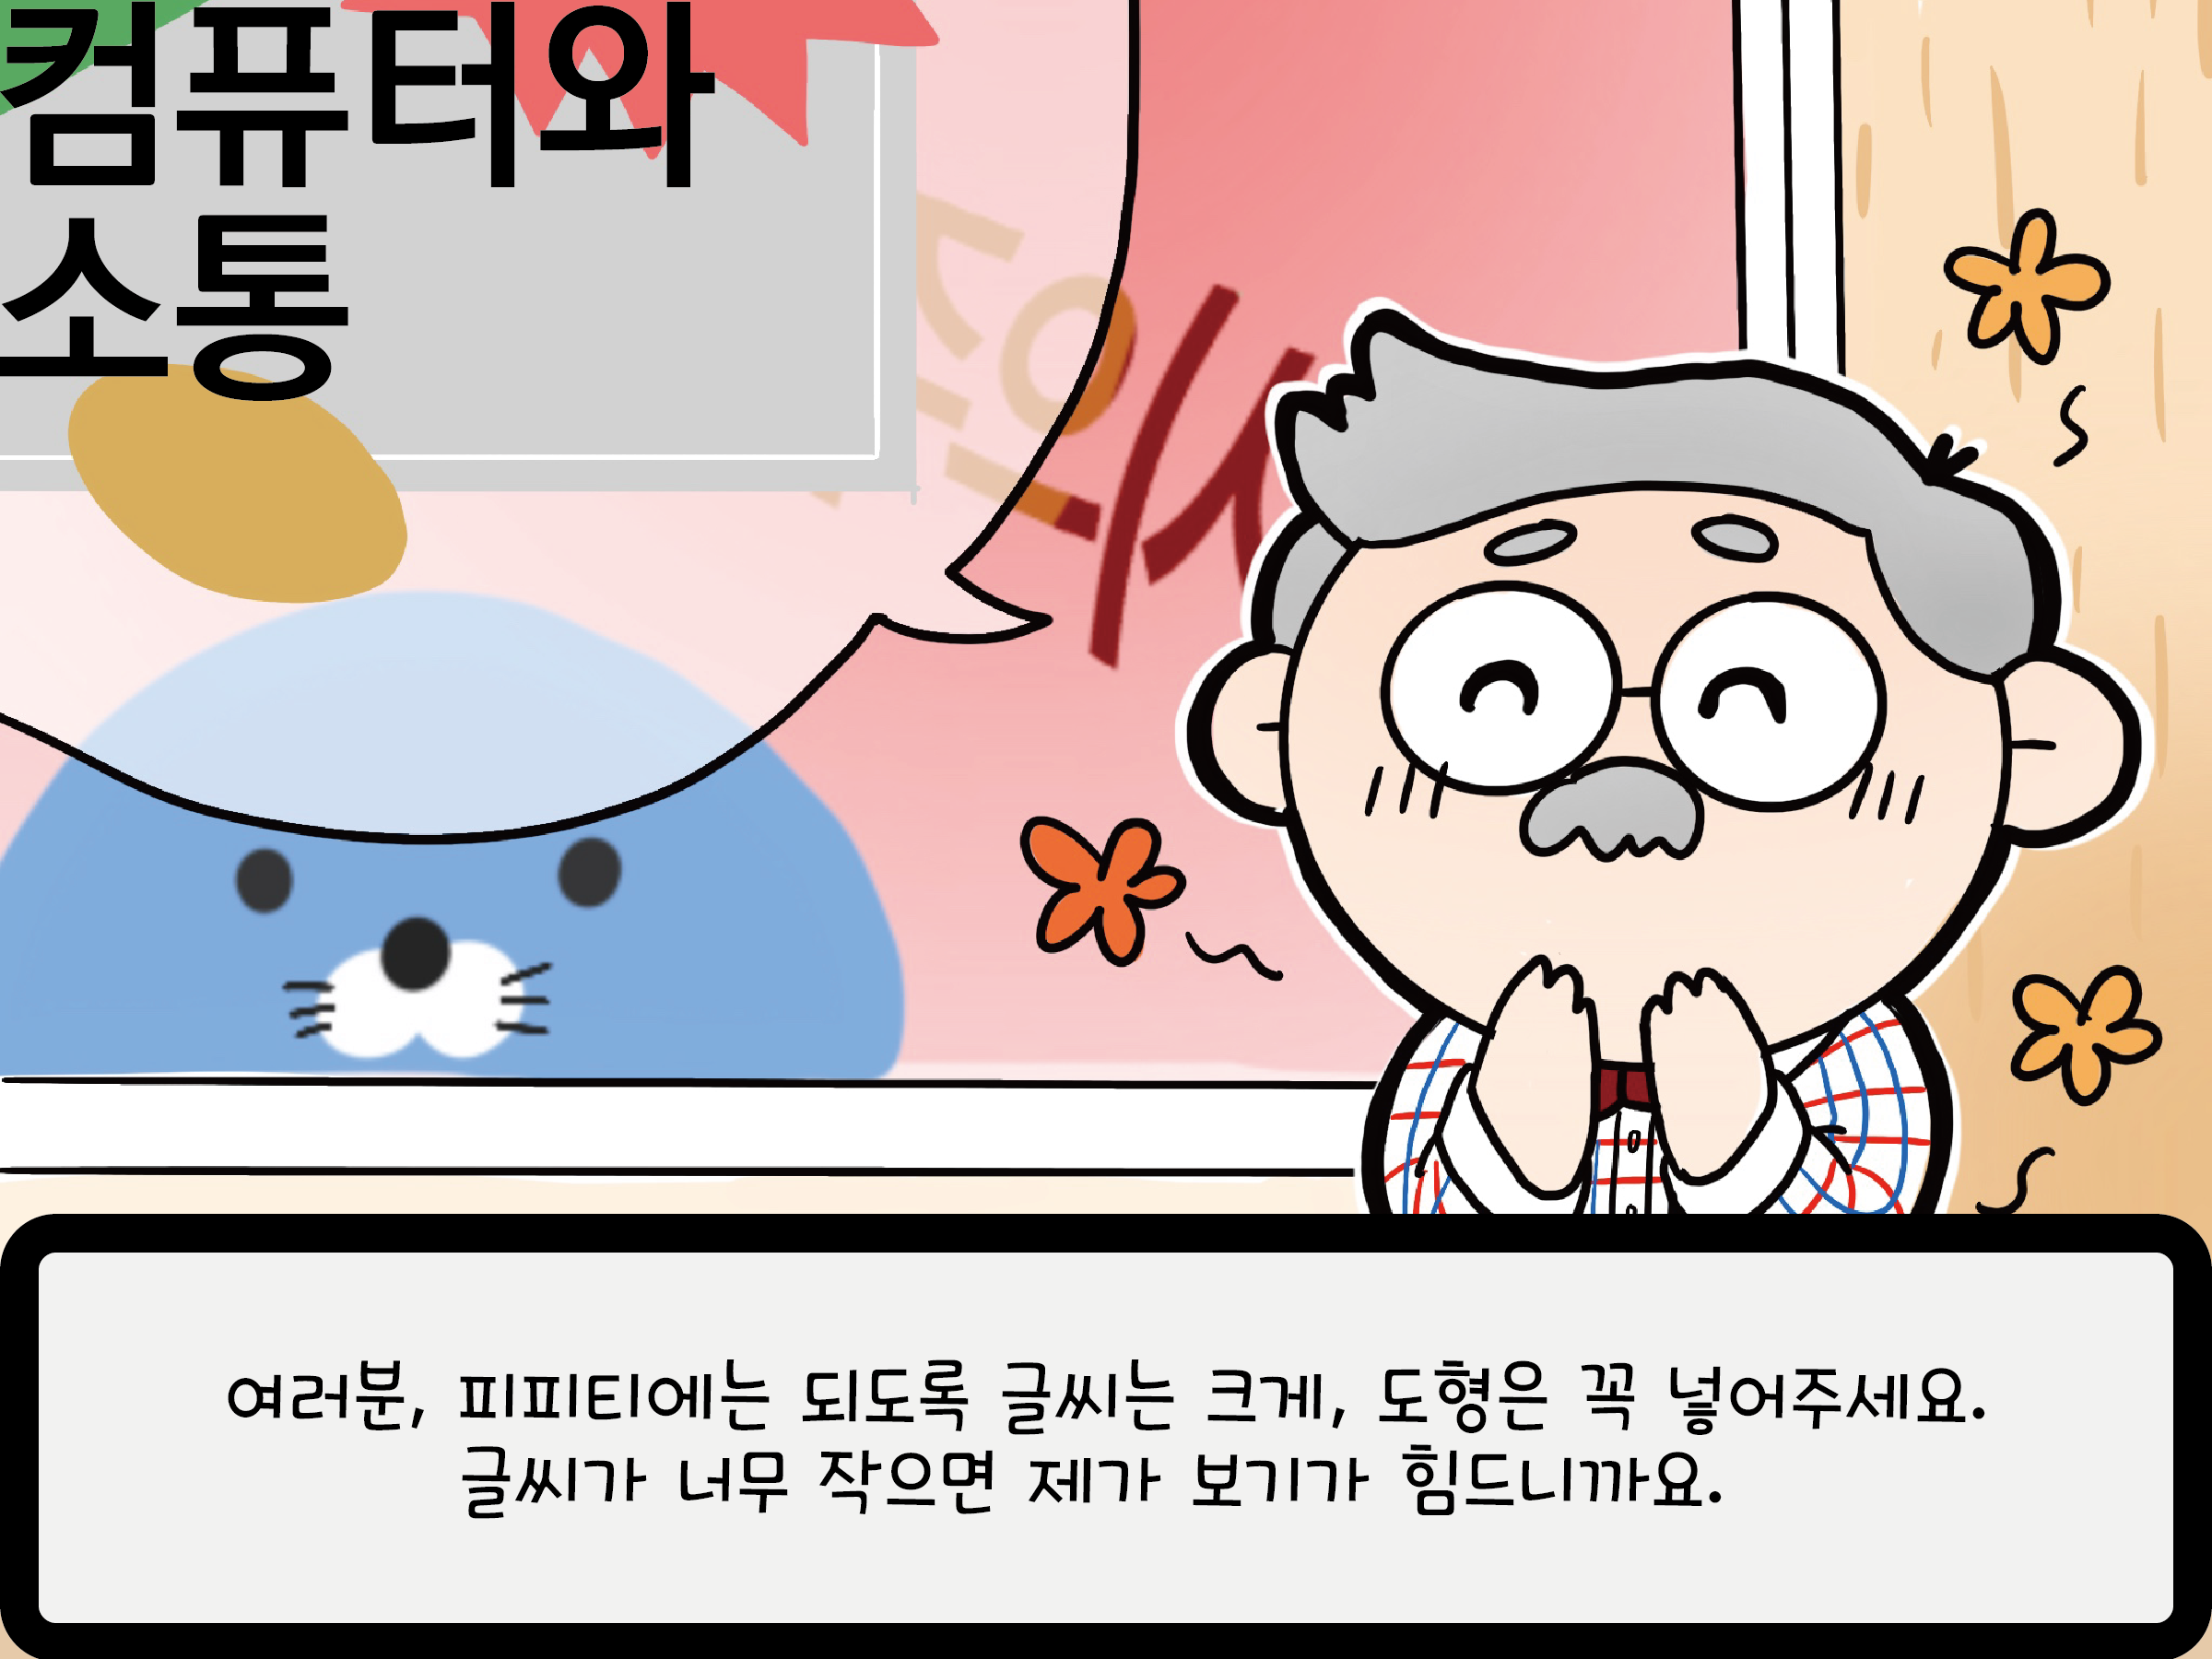 컴퓨터와
소통
여러분, 피피티에는 되도록 글씨는 크게, 도형은 꼭 넣어주세요.
글씨가 너무 작으면 제가 보기가 힘드니까요.